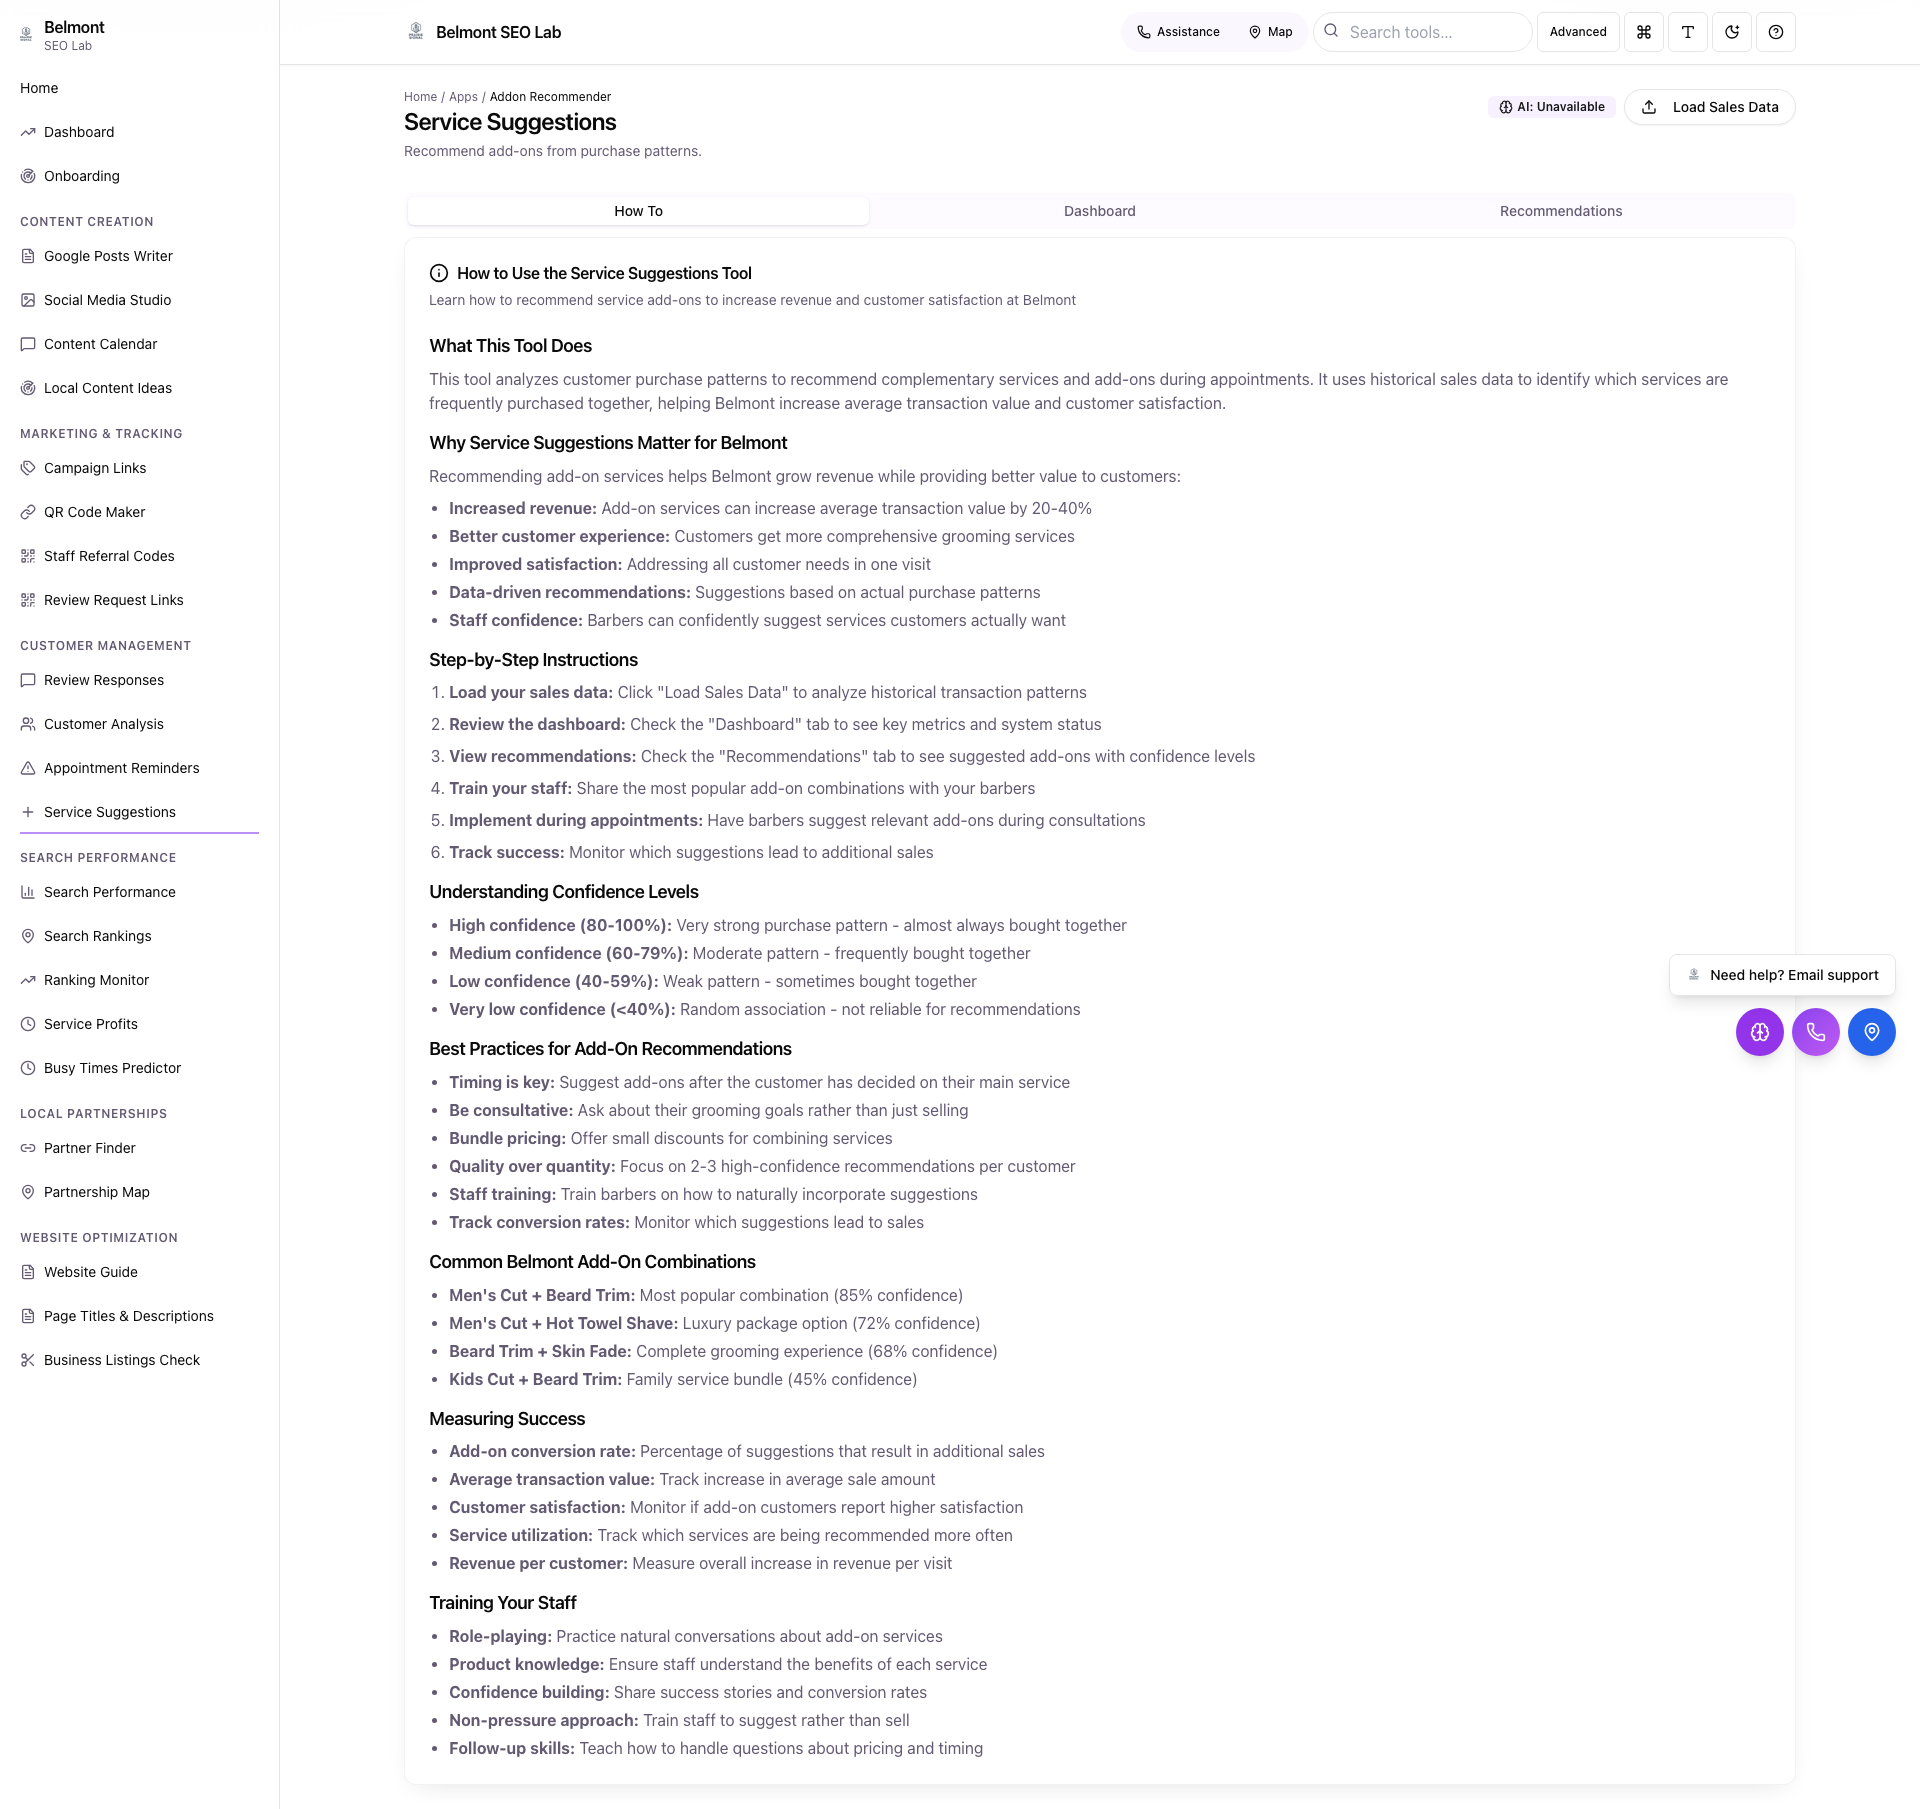 Belmont
SEO Lab
Home
Dashboard
Onboarding
CONTENT CREATION
Google Posts Writer
Social Media Studio
Content Calendar
Local Content Ideas
MARKETING & TRACKING
Campaign Links
QR Code Maker
Staff Referral Codes
Review Request Links
CUSTOMER MANAGEMENT
Review Responses
Customer Analysis
Appointment Reminders
Service Suggestions
SEARCH PERFORMANCE
Search Performance
Search Rankings
Ranking Monitor
Service Profits
Busy Times Predictor
LOCAL PARTNERSHIPS
Partner Finder
Partnership Map
WEBSITE OPTIMIZATION
Website Guide
Page Titles & Descriptions
Business Listings Check
Belmont SEO Lab
Assistance
Map
Search tools...
Advanced
Home / Apps / Addon Recommender
Service Suggestions
Recommend add-ons from purchase patterns.
AI: Unavailable
Load Sales Data
How To
Dashboard
Recommendations
How to Use the Service Suggestions Tool
Learn how to recommend service add-ons to increase revenue and customer satisfaction at Belmont
What This Tool Does
This tool analyzes customer purchase patterns to recommend complementary services and add-ons during appointments. It uses historical sales data to identify which services are
frequently purchased together, helping Belmont increase average transaction value and customer satisfaction.
Why Service Suggestions Matter for Belmont
Recommending add-on services helps Belmont grow revenue while providing better value to customers:
• Increased revenue: Add-on services can increase average transaction value by 20-40%
• Better customer experience: Customers get more comprehensive grooming services
• Improved satisfaction: Addressing all customer needs in one visit
• Data-driven recommendations: Suggestions based on actual purchase patterns
• Staff confidence: Barbers can confidently suggest services customers actually want
Step-by-Step Instructions
1. Load your sales data: Click "Load Sales Data" to analyze historical transaction patterns
2. Review the dashboard: Check the "Dashboard" tab to see key metrics and system status
3. View recommendations: Check the "Recommendations" tab to see suggested add-ons with confidence levels
4. Train your staff: Share the most popular add-on combinations with your barbers
5. Implement during appointments: Have barbers suggest relevant add-ons during consultations
6. Track success: Monitor which suggestions lead to additional sales
Understanding Confidence Levels
• High confidence (80-100%): Very strong purchase pattern - almost always bought together
• Medium confidence (60-79%): Moderate pattern - frequently bought together
• Low confidence (40-59%): Weak pattern - sometimes bought together
• Very low confidence (<40%): Random association - not reliable for recommendations
Best Practices for Add-On Recommendations
• Timing is key: Suggest add-ons after the customer has decided on their main service
• Be consultative: Ask about their grooming goals rather than just selling
• Bundle pricing: Offer small discounts for combining services
• Quality over quantity: Focus on 2-3 high-confidence recommendations per customer
• Staff training: Train barbers on how to naturally incorporate suggestions
• Track conversion rates: Monitor which suggestions lead to sales
Common Belmont Add-On Combinations
• Men's Cut + Beard Trim: Most popular combination (85% confidence)
• Men's Cut + Hot Towel Shave: Luxury package option (72% confidence)
• Beard Trim + Skin Fade: Complete grooming experience (68% confidence)
• Kids Cut + Beard Trim: Family service bundle (45% confidence)
Measuring Success
• Add-on conversion rate: Percentage of suggestions that result in additional sales
• Average transaction value: Track increase in average sale amount
• Customer satisfaction: Monitor if add-on customers report higher satisfaction
• Service utilization: Track which services are being recommended more often
• Revenue per customer: Measure overall increase in revenue per visit
Training Your Staff
• Role-playing: Practice natural conversations about add-on services
• Product knowledge: Ensure staff understand the benefits of each service
• Confidence building: Share success stories and conversion rates
• Non-pressure approach: Train staff to suggest rather than sell
• Follow-up skills: Teach how to handle questions about pricing and timing
Need help? Email support